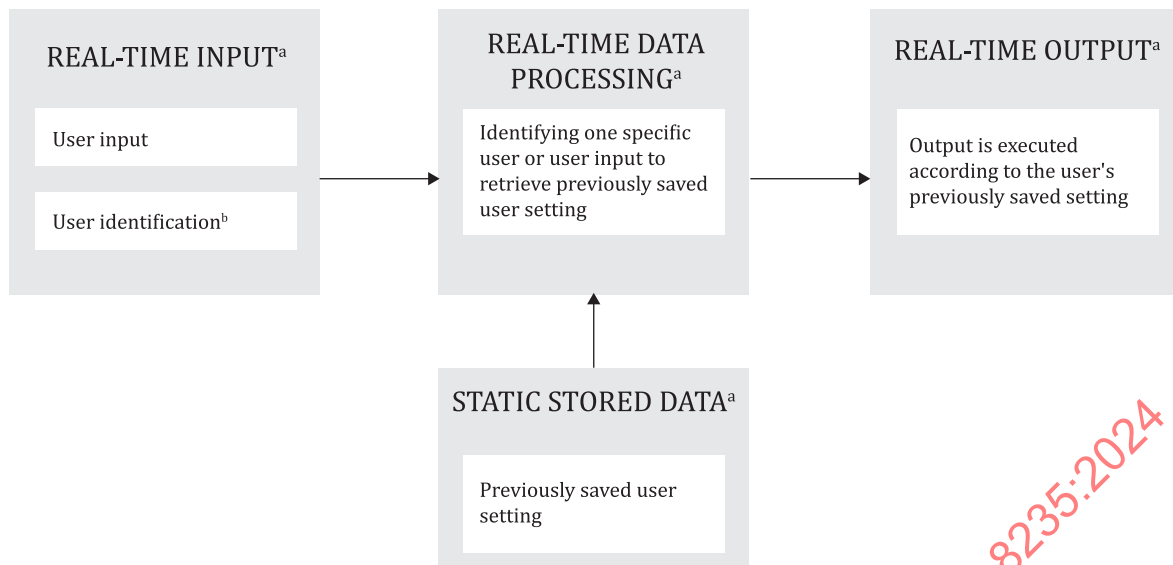 REAL-TIME INPUTᵃ
User input
User identificationᵇ
REAL-TIME DATA
PROCESSINGᵃ
Identifying one specific
user or user input to
retrieve previously saved
user setting
REAL-TIME OUTPUTᵃ
Output is executed
according to the user's
previously saved setting
STATIC STORED DATAᵃ
Previously saved user
setting
8235:2024